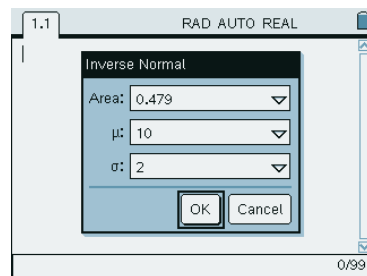 1.1 RAD AUTO REAL
Inverse Normal
Area: 0.479
μ: 10
σ: 2
OK Cancel
0/99